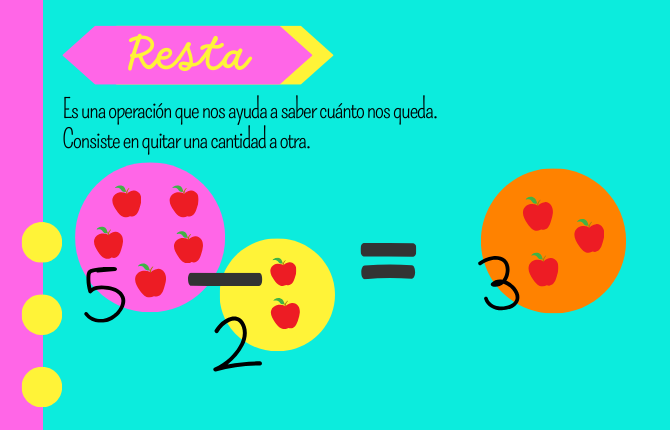 Resta
Es una operación que nos ayuda a saber cuánto nos queda.
Consiste en quitar una cantidad a otra.
5 - 2 = 3